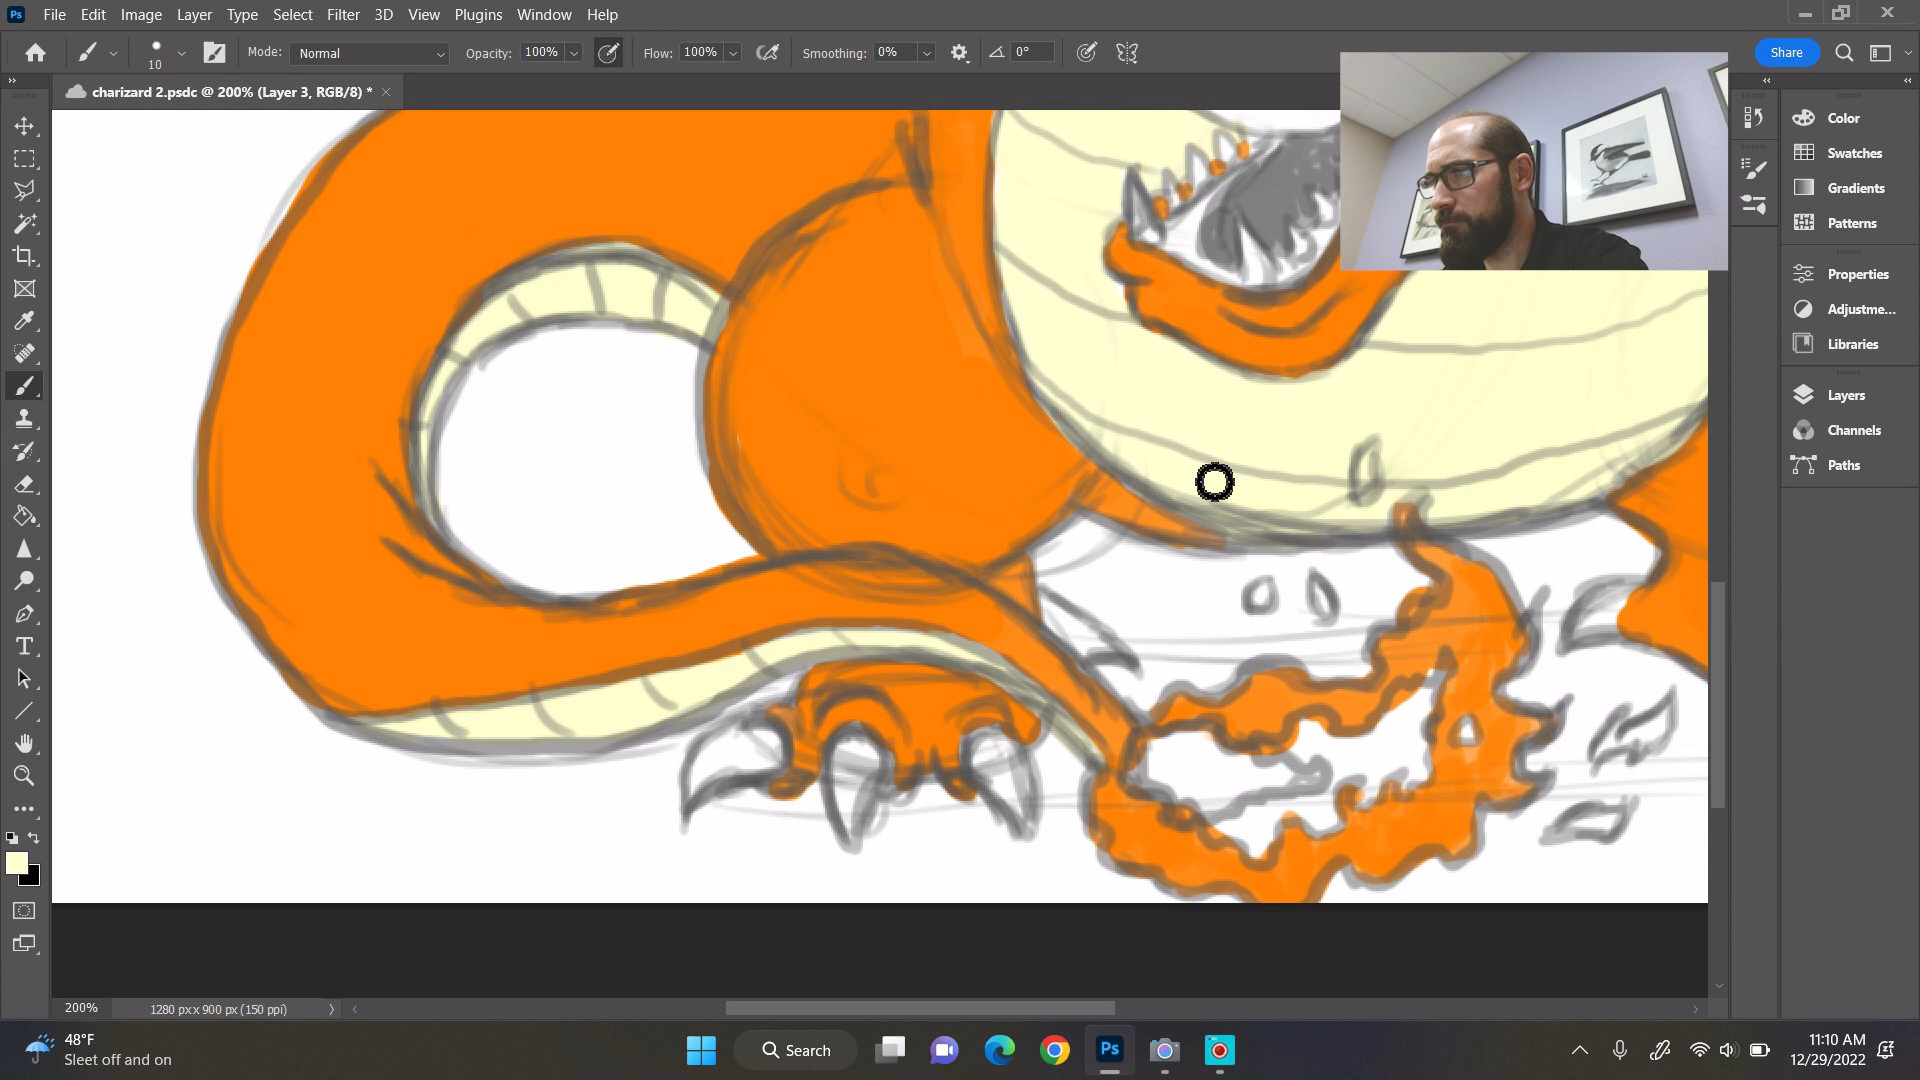 Ps File Edit Image Layer Type Select Filter 3D View Plugins Window Help
10 Mode: Normal Opacity: 100% Flow: 100% Smoothing: 0% 0° Share
charizard 2.psdc @ 200% (Layer 3, RGB/8) *
Color
Swatches
Gradients
Patterns
Properties
Adjustme...
Libraries
Layers
Channels
Paths
T
200% 1280 px x 900 px (150 ppi)
48°F
Sleet off and on
Search
Ps
11:10 AM
12/29/2022